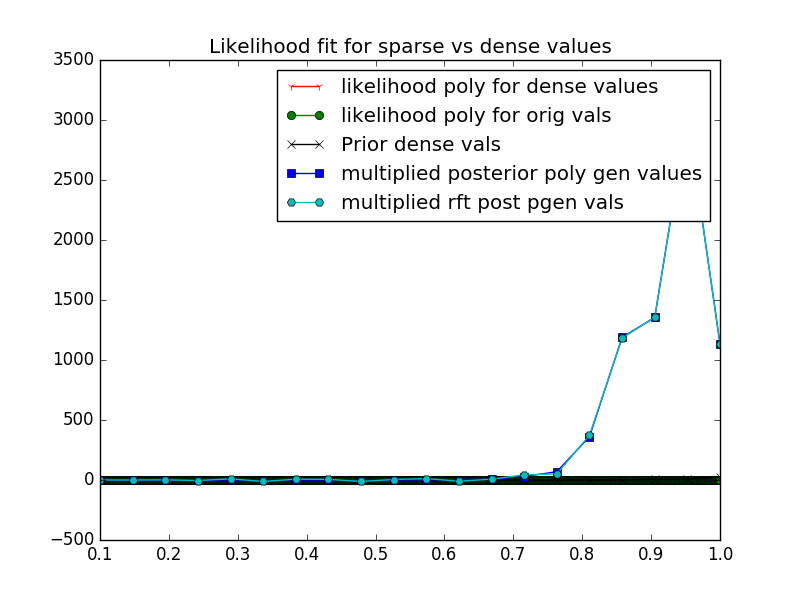 Likelihood fit for sparse vs dense values
3500
3000
2500
2000
1500
1000
500
0
−500
0.1 0.2 0.3 0.4 0.5 0.6 0.7 0.8 0.9 1.0
likelihood poly for dense values
likelihood poly for orig vals
Prior dense vals
multiplied posterior poly gen values
multiplied rft post pgen vals